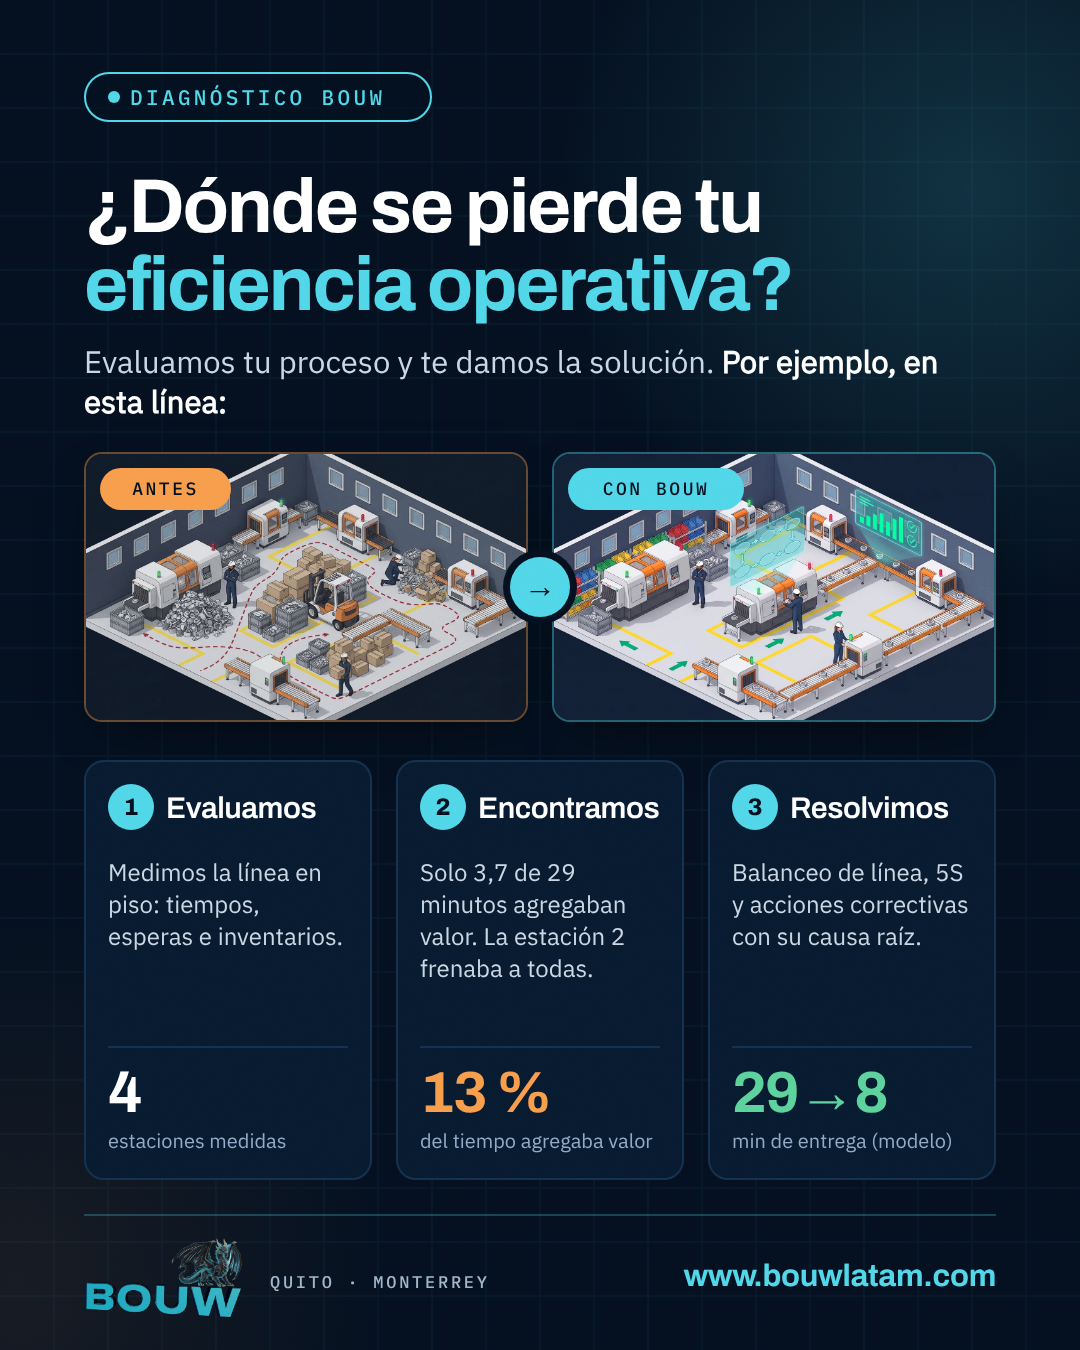 DIAGNÓSTICO BOUW
¿Dónde se pierde tu
eficiencia operativa?
Evaluamos tu proceso y te damos la solución. Por ejemplo, en
esta línea:
ANTES
→
CON BOUW
1 Evaluamos
Medimos la línea en
piso: tiempos,
esperas e inventarios.
4
estaciones medidas
2 Encontramos
Solo 3,7 de 29
minutos agregaban
valor. La estación 2
frenaba a todas.
13 %
del tiempo agregaba valor
3 Resolvimos
Balanceo de línea, 5S
y acciones correctivas
con su causa raíz.
29→8
min de entrega (modelo)
BOUW
QUITO · MONTERREY
www.bouwlatam.com